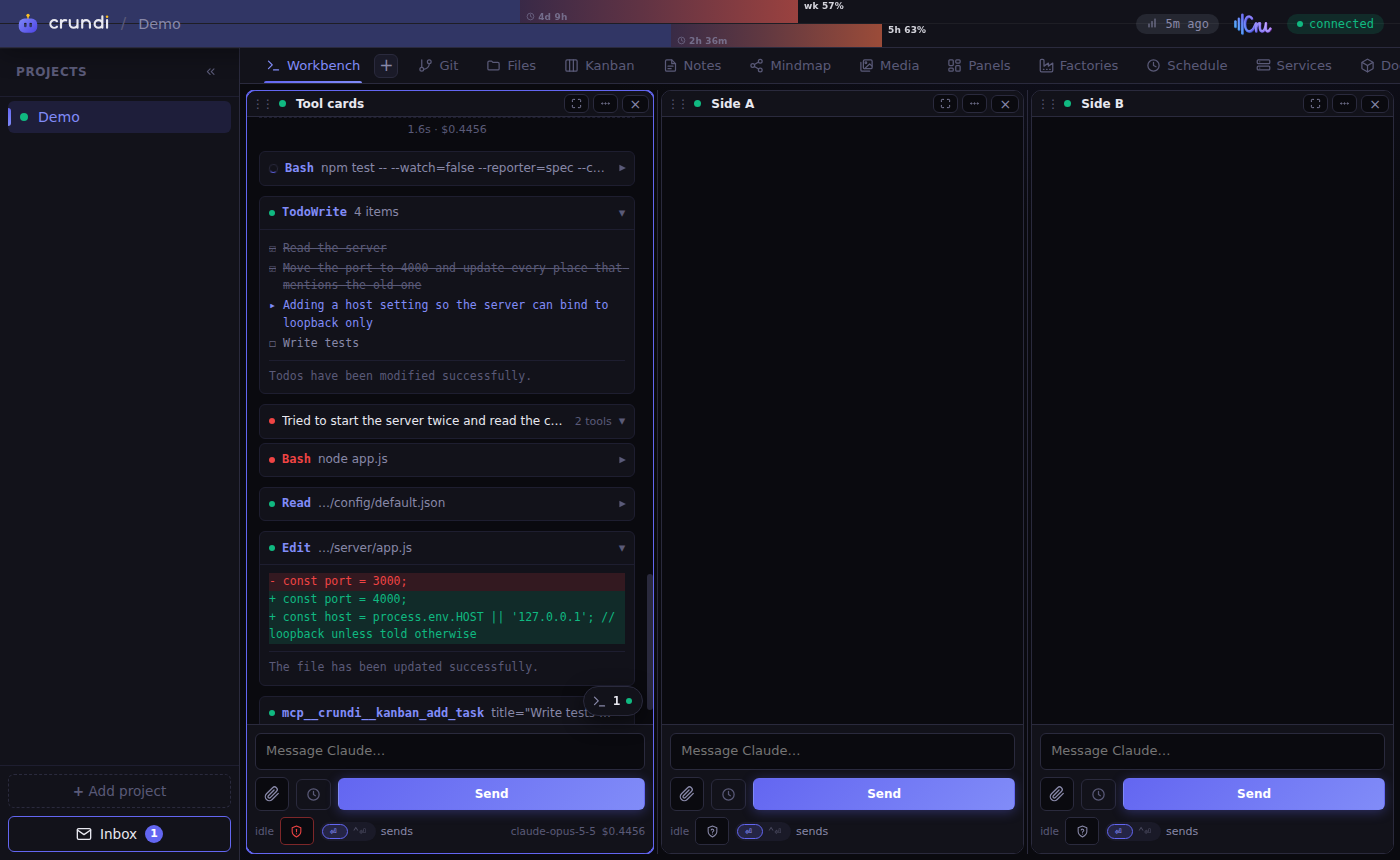 crundi / Demo
4d 9h
wk 57%
2h 36m
5h 63%
5m ago
connected
PROJECTS «
Demo
+ Add project
Inbox 1
Workbench + Git Files Kanban Notes Mindmap Media Panels Factories Schedule Services Do
Tool cards
1.6s · $0.4456
Bash npm test -- --watch=false --reporter=spec --c…
TodoWrite 4 items
Read the server
Move the port to 4000 and update every place that
mentions the old one
Adding a host setting so the server can bind to
loopback only
Write tests
Todos have been modified successfully.
Tried to start the server twice and read the c… 2 tools
Bash node app.js
Read …/config/default.json
Edit …/server/app.js
- const port = 3000;
+ const port = 4000;
+ const host = process.env.HOST || '127.0.0.1'; //
loopback unless told otherwise
The file has been updated successfully.
1
mcp__crundi__kanban_add_task title="Write tests
Message Claude…
Send
idle sends claude-opus-5-5 $0.4456
Side A
Message Claude…
Send
idle sends
Side B
Message Claude…
Send
idle sends